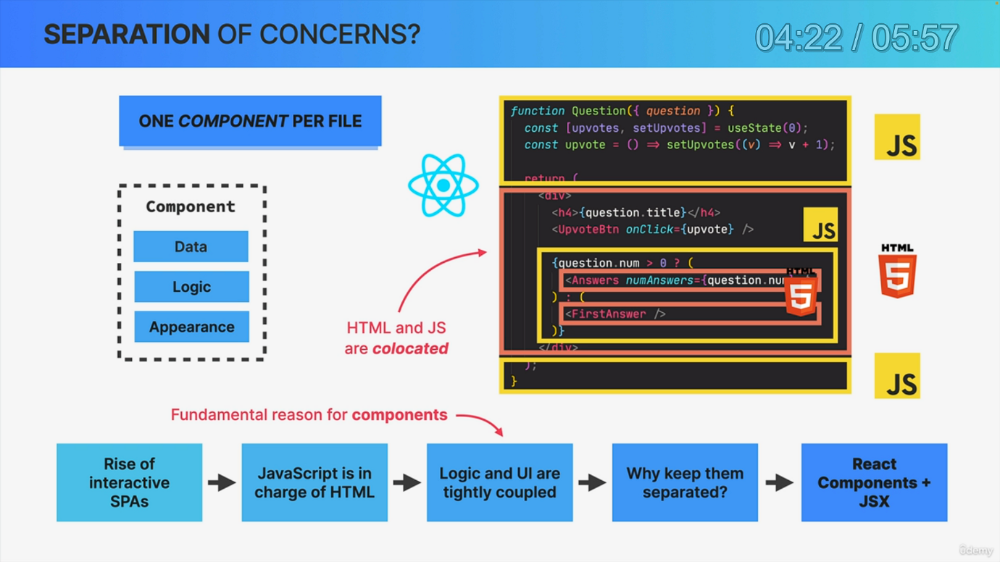 SEPARATION OF CONCERNS?
04:22 / 05:57
ONE COMPONENT PER FILE
Component
Data
Logic
Appearance
function Question({ question }) {
const [upvotes, setUpvotes] = useState(0);
const upvote = () => setUpvotes((v) => v + 1);
return (
<div>
<h4>{question.title}</h4>
<UpvoteBtn onClick={upvote} />
{question.num > 0 ? (
<Answers numAnswers={question.num
) : (
<FirstAnswer />
)}
</div>
);
}
JS
JS
HTML
5
HTML
5
JS
HTML and JS
are colocated
Fundamental reason for components
Rise of
interactive
SPAs
JavaScript is in
charge of HTML
Logic and UI are
tightly coupled
Why keep them
separated?
React
Components +
JSX
ûdemy